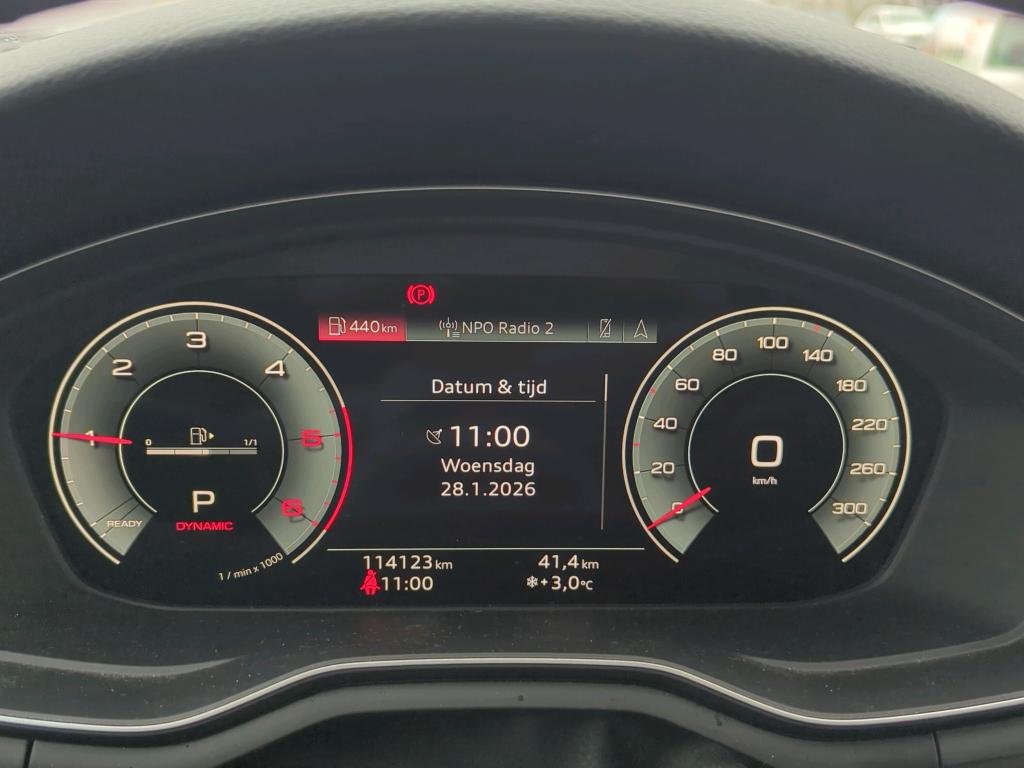 P
440 km
NPO Radio 2
Datum & tijd
11:00
Woensdag
28.1.2026
114123 km
41,4 km
11:00
+3,0°C
1
2
3
4
5
6
READY
0
1/1
P
DYNAMIC
1 / min x 1000
0
20
40
60
80
100
140
180
220
260
300
0
km/h